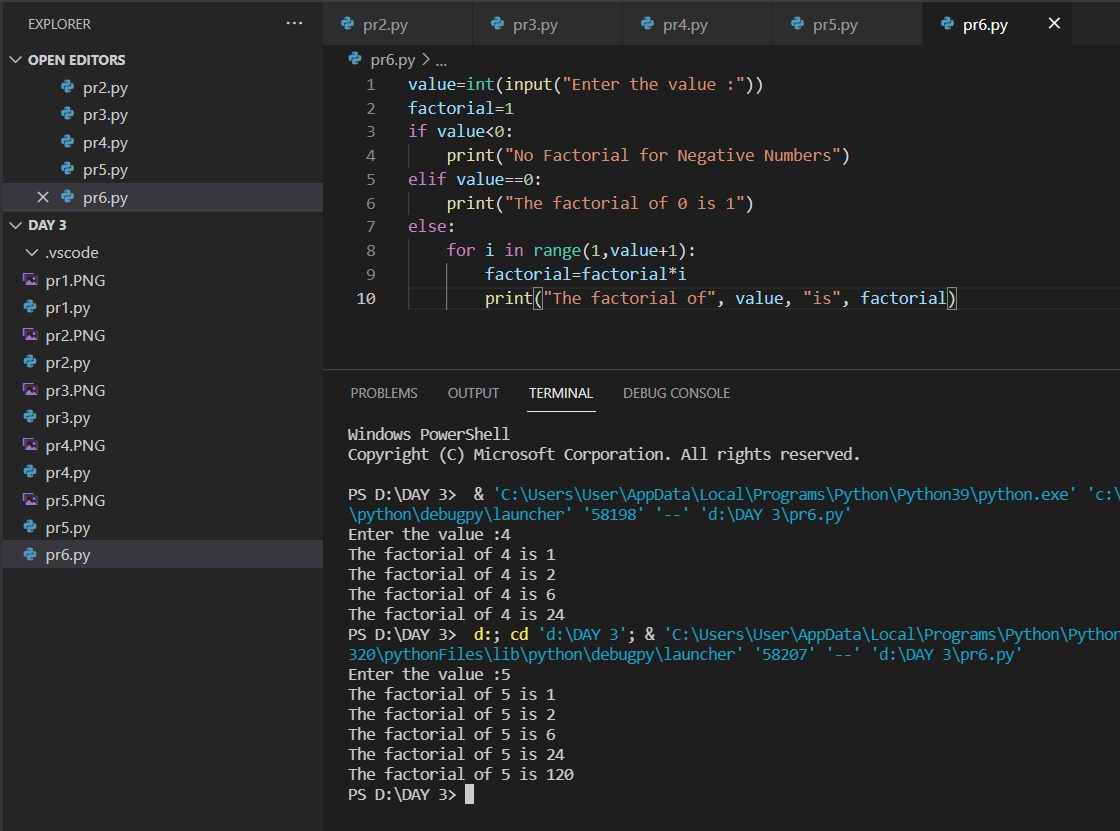 EXPLORER ...
OPEN EDITORS
pr2.py
pr3.py
pr4.py
pr5.py
pr6.py
DAY 3
.vscode
pr1.PNG
pr1.py
pr2.PNG
pr2.py
pr3.PNG
pr3.py
pr4.PNG
pr4.py
pr5.PNG
pr5.py
pr6.py
pr2.py pr3.py pr4.py pr5.py pr6.py
pr6.py > ...
1 value=int(input("Enter the value :"))
2 factorial=1
3 if value<0:
4     print("No Factorial for Negative Numbers")
5 elif value==0:
6     print("The factorial of 0 is 1")
7 else:
8     for i in range(1,value+1):
9         factorial=factorial*i
10         print("The factorial of", value, "is", factorial)
PROBLEMS OUTPUT TERMINAL DEBUG CONSOLE
Windows PowerShell
Copyright (C) Microsoft Corporation. All rights reserved.
PS D:\DAY 3>  & 'C:\Users\User\AppData\Local\Programs\Python\Python39\python.exe' 'c:\
\python\debugpy\launcher' '58198' '--' 'd:\DAY 3\pr6.py'
Enter the value :4
The factorial of 4 is 1
The factorial of 4 is 2
The factorial of 4 is 6
The factorial of 4 is 24
PS D:\DAY 3>  d:; cd 'd:\DAY 3'; & 'C:\Users\User\AppData\Local\Programs\Python\Python
320\pythonFiles\lib\python\debugpy\launcher' '58207' '--' 'd:\DAY 3\pr6.py'
Enter the value :5
The factorial of 5 is 1
The factorial of 5 is 2
The factorial of 5 is 6
The factorial of 5 is 24
The factorial of 5 is 120
PS D:\DAY 3>